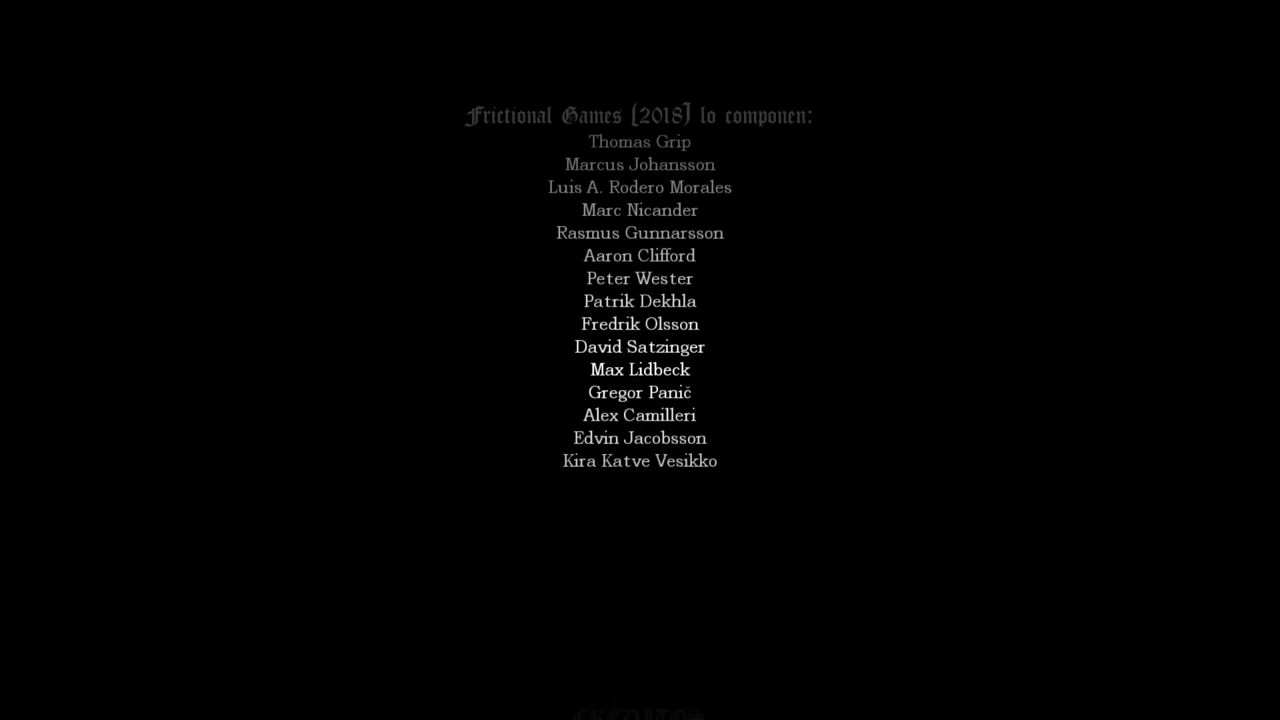 Frictional Games [2018] lo componen:
Thomas Grip
Marcus Johansson
Luis A. Rodero Morales
Marc Nicander
Rasmus Gunnarsson
Aaron Clifford
Peter Wester
Patrik Dekhla
Fredrik Olsson
David Satzinger
Max Lidbeck
Gregor Panič
Alex Camilleri
Edvin Jacobsson
Kira Katve Vesikko
CRÉDITOS